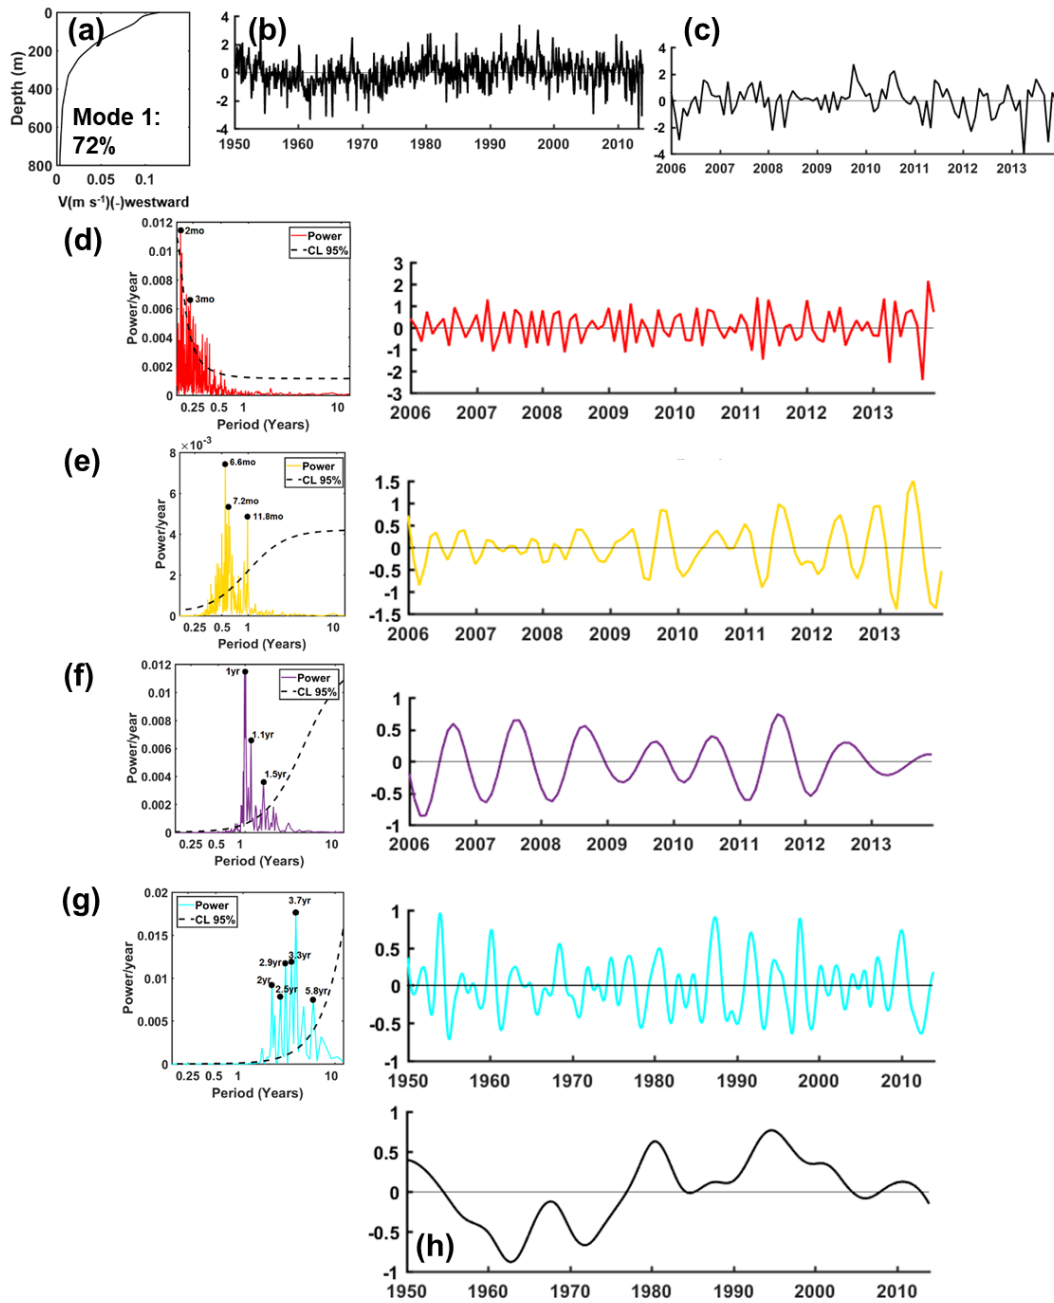 (a)
0
200
400
600
800
Depth (m)
Mode 1:
72%
0 0.05 0.1
V(m s⁻¹)(-)westward
(b)
4
2
0
-2
-4
1950 1960 1970 1980 1990 2000 2010
(c)
4
2
0
-2
-4
2006 2007 2008 2009 2010 2011 2012 2013
(d)
0.012
0.01
0.008
0.006
0.004
0.002
0
Power/year
2mo
3mo
Power
CL 95%
0.25 0.5 1 10
Period (Years)
3
2
1
0
-1
-2
-3
2006 2007 2008 2009 2010 2011 2012 2013
(e)
×10⁻³
8
6
4
2
0
Power/year
6.6mo
7.2mo
11.8mo
Power
CL 95%
0.25 0.5 1 10
Period (Years)
1.5
1
0.5
0
-0.5
-1
-1.5
2006 2007 2008 2009 2010 2011 2012 2013
(f)
0.012
0.01
0.008
0.006
0.004
0.002
0
Power/year
1yr
1.1yr
1.5yr
Power
CL 95%
0.25 0.5 1 10
Period (Years)
1
0.5
0
-0.5
-1
2006 2007 2008 2009 2010 2011 2012 2013
(g)
0.02
0.015
0.01
0.005
0
Power/year
Power
CL 95%
3.7yr
2.9yr
3.3yr
2yr
2.5yr
5.8yr
0.25 0.5 1 10
Period (Years)
1
0.5
0
-0.5
-1
1950 1960 1970 1980 1990 2000 2010
1
0.5
0
-0.5
-1
(h)
1950 1960 1970 1980 1990 2000 2010